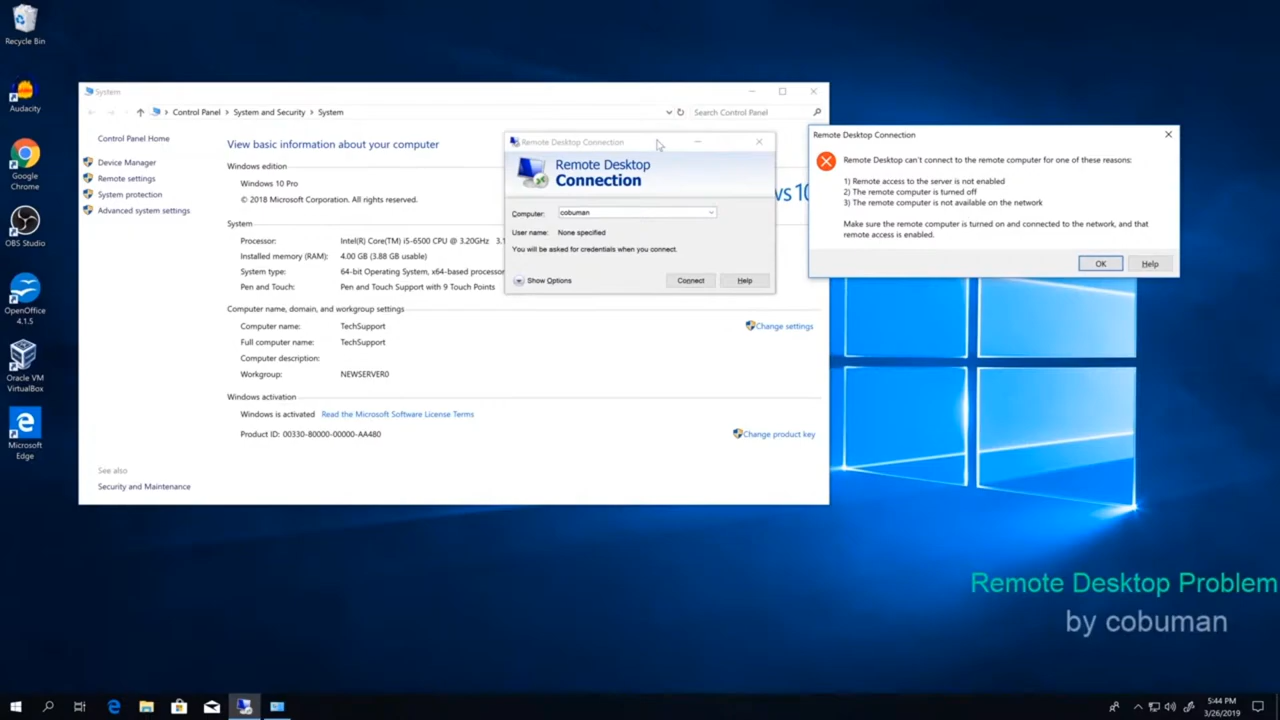 Recycle Bin
Audacity
Google
Chrome
OBS Studio
OpenOffice
4.1.5
Oracle VM
VirtualBox
Microsoft
Edge
System
Control Panel > System and Security > System
Search Control Panel
Control Panel Home
Device Manager
Remote settings
System protection
Advanced system settings
See also
Security and Maintenance
View basic information about your computer
Windows edition
Windows 10 Pro
© 2018 Microsoft Corporation. All rights reserved.
System
Processor: Intel(R) Core(TM) i5-6500 CPU @ 3.20GHz
Installed memory (RAM): 4.00 GB (3.88 GB usable)
System type: 64-bit Operating System, x64-based processor
Pen and Touch: Pen and Touch Support with 9 Touch Points
Computer name, domain, and workgroup settings
Computer name: TechSupport
Change settings
Full computer name: TechSupport
Computer description:
Workgroup: NEWSERVER0
Windows activation
Windows is activated Read the Microsoft Software License Terms
Product ID: 00330-80000-00000-AA480
Change product key
Remote Desktop Connection
Remote Desktop
Connection
Computer: cobuman
User name: None specified
You will be asked for credentials when you connect.
Show Options
Connect
Help
Remote Desktop Connection
Remote Desktop can't connect to the remote computer for one of these reasons:
1) Remote access to the server is not enabled
2) The remote computer is turned off
3) The remote computer is not available on the network
Make sure the remote computer is turned on and connected to the network, and that
remote access is enabled.
OK
Help
Remote Desktop Problem
by cobuman
5:44 PM
3/26/2019